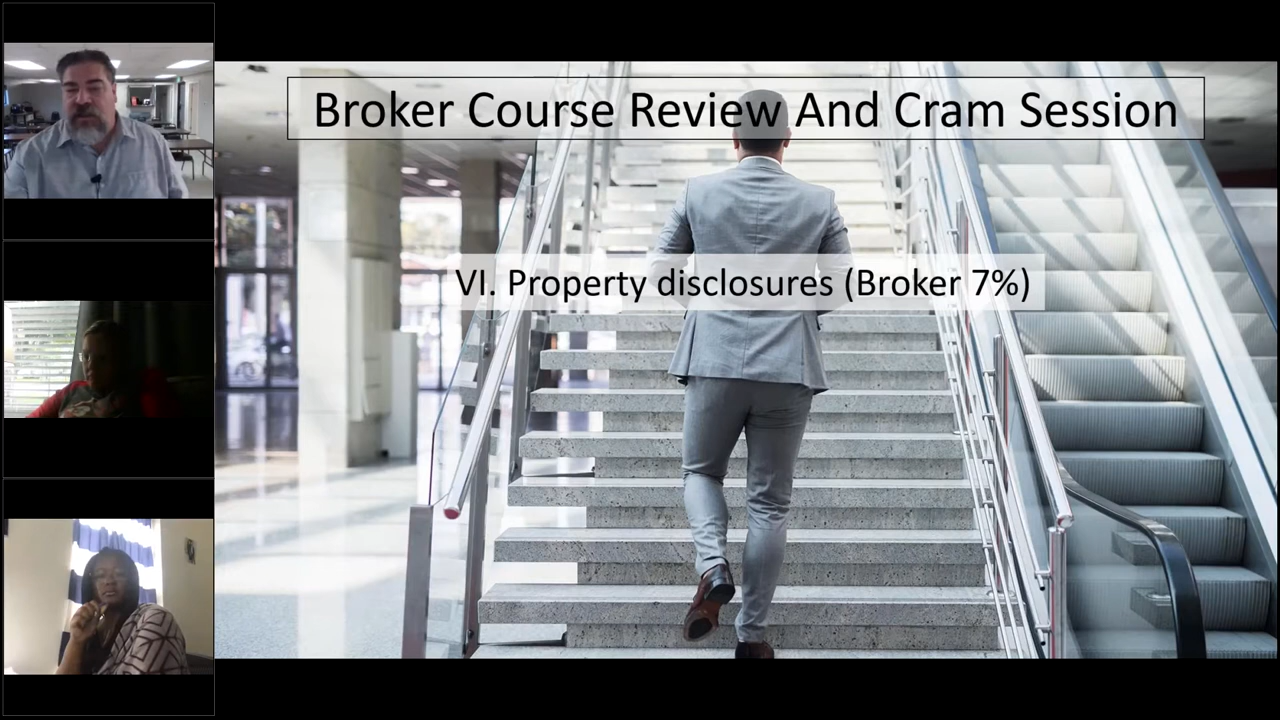 Broker Course Review And Cram Session
VI. Property disclosures (Broker 7%)